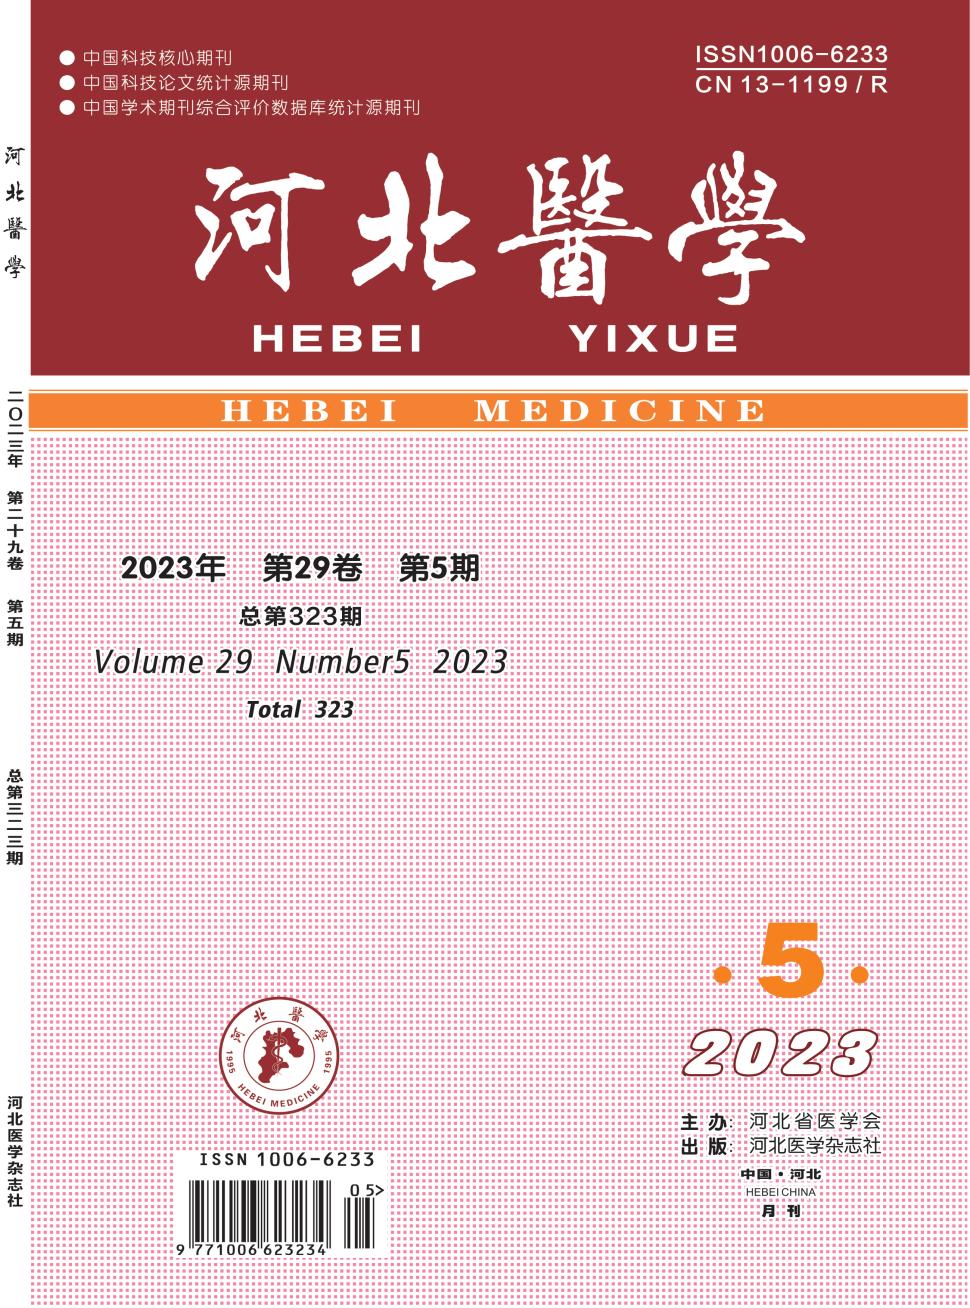 ● 中国科技核心期刊
● 中国科技论文统计源期刊
● 中国学术期刊综合评价数据库统计源期刊
ISSN1006-6233
CN 13-1199 / R
河北醫學
HEBEI YIXUE
HEBEI MEDICINE
河北醫學
二〇二三年 第二十九卷 第五期
总第三二三期
河北医学杂志社
2023年 第29卷 第5期
总第323期
Volume 29 Number5 2023
Total 323
·5·
2023
河北醫學
1995 1995
HEBEI MEDICINE
主 办: 河北省医学会
出 版: 河北医学杂志社
中国·河北
HEBEI CHINA
月 刊
ISSN 1006-6233
05>
9 771006 623234